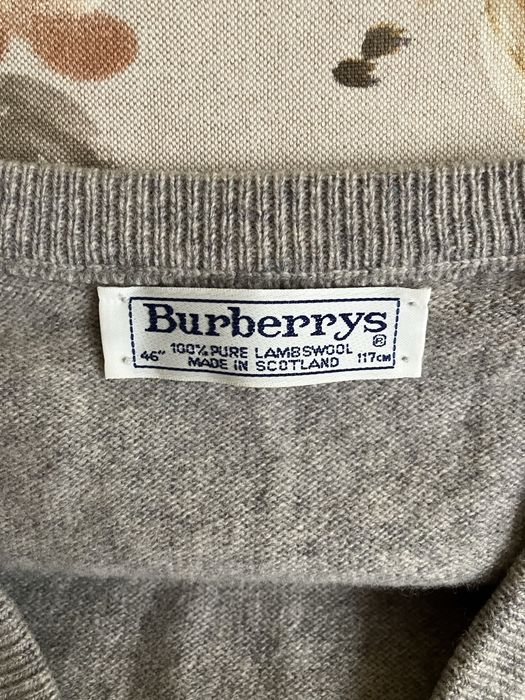 Burberrys®
46" 100% PURE LAMBSWOOL 117cm
MADE IN SCOTLAND